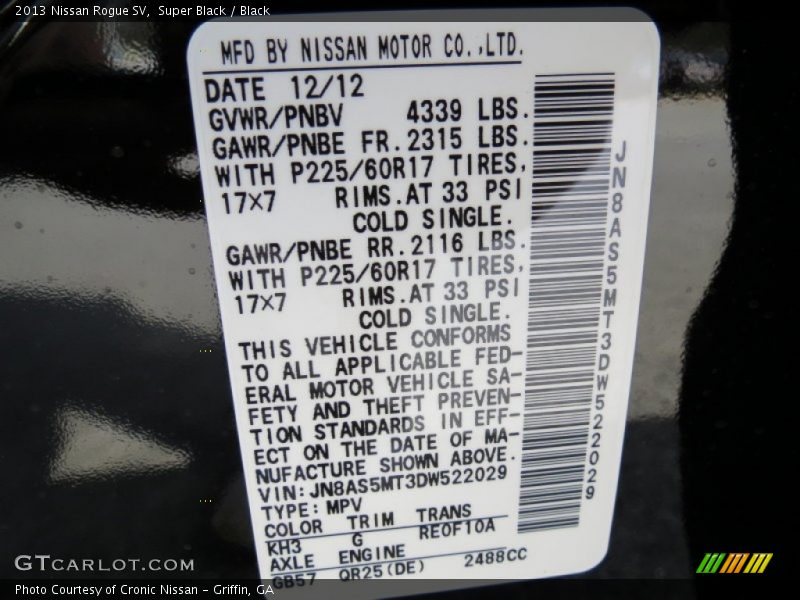 2013 Nissan Rogue SV, Super Black / Black
MFD BY NISSAN MOTOR CO.,LTD.
DATE 12/12
GVWR/PNBV 4339 LBS.
GAWR/PNBE FR.2315 LBS.
WITH P225/60R17 TIRES,
17X7 RIMS.AT 33 PSI
COLD SINGLE.
GAWR/PNBE RR.2116 LBS.
WITH P225/60R17 TIRES,
17X7 RIMS.AT 33 PSI
COLD SINGLE.
THIS VEHICLE CONFORMS
TO ALL APPLICABLE FED-
ERAL MOTOR VEHICLE SA-
FETY AND THEFT PREVEN-
TION STANDARDS IN EFF-
ECT ON THE DATE OF MA-
NUFACTURE SHOWN ABOVE.
VIN:JN8AS5MT3DW522029
TYPE:MPV
COLOR TRIM TRANS
KH3 G RE0F10A
AXLE ENGINE
GB57 QR25(DE) 2488CC
JN8AS5MT3DW522029
GTCARLOT.COM
Photo Courtesy of Cronic Nissan - Griffin, GA